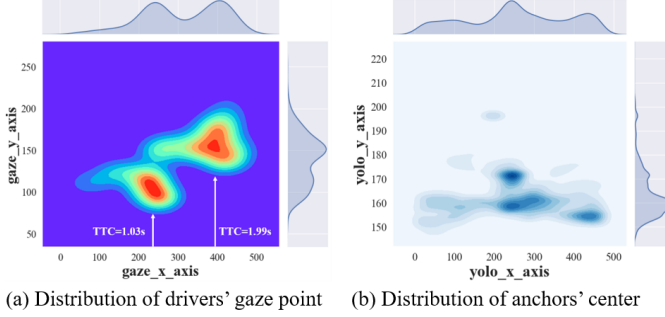 250
200
150
100
50
gaze_y_axis
TTC=1.03s
TTC=1.99s
0 100 200 300 400 500
gaze_x_axis
(a) Distribution of drivers' gaze point
220
210
200
190
180
170
160
150
yolo_y_axis
0 100 200 300 400 500
yolo_x_axis
(b) Distribution of anchors' center